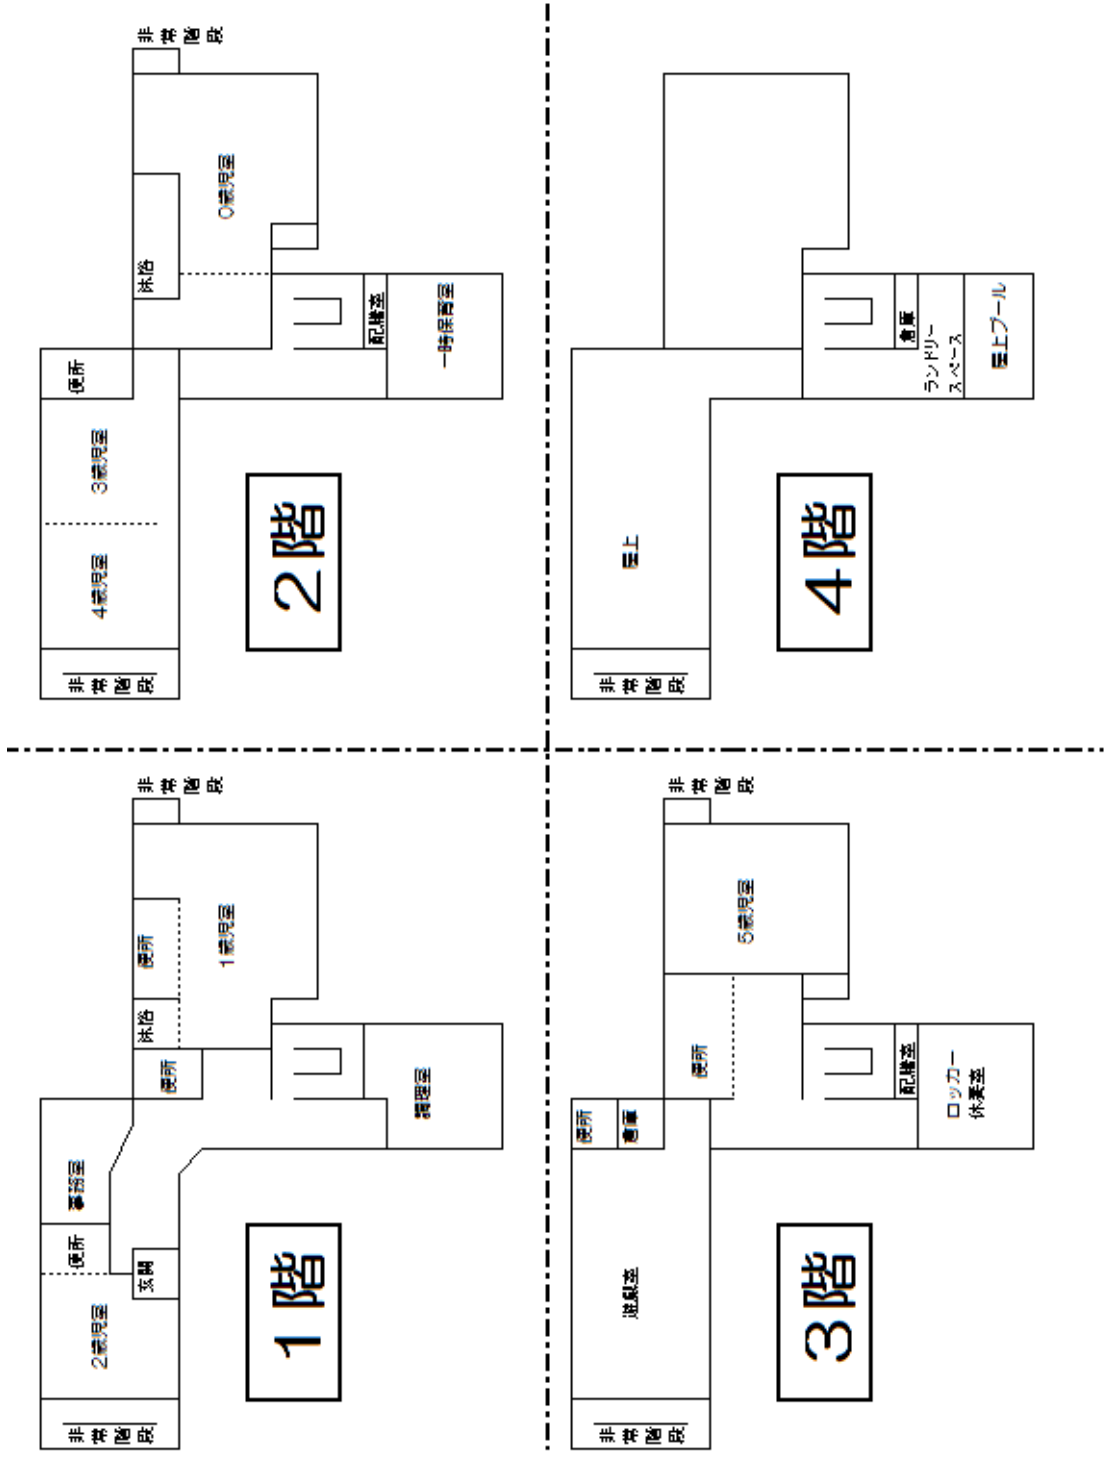 非常階段
2歳児室
便所
事務室
玄関
便所
沐浴
便所
1歳児室
非常階段
1階
調理室
非常階段
4歳児室
3歳児室
便所
沐浴
0歳児室
非常階段
2階
配膳室
一時保育室
非常階段
遊戯室
便所
倉庫
便所
5歳児室
非常階段
3階
配膳室
ロッカー
休養室
非常階段
屋上
4階
倉庫
ランドリー
スペース
屋上プール